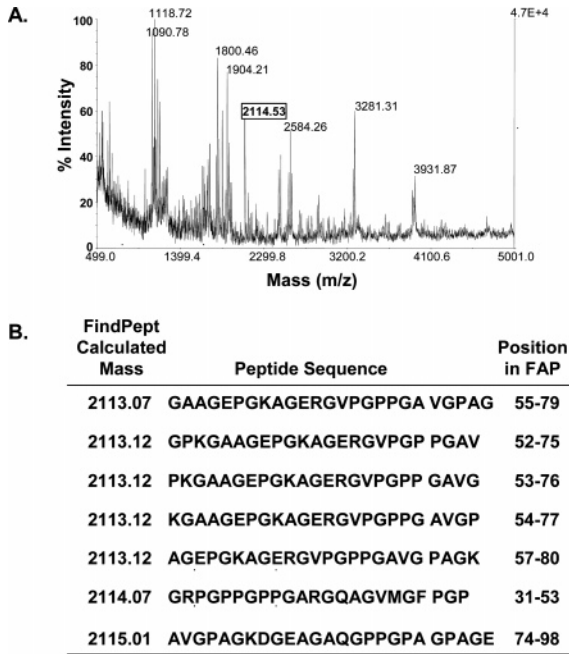 A.
1118.72
4.7E+4
100
1090.78
1800.46
80
1904.21
3281.31
60
2114.53
2584.26
% Intensity
40
3931.87
20
0
499.0 1399.4 2299.8 3200.2 4100.6 5001.0
Mass (m/z)
B.
FindPept
Calculated Position
Mass Peptide Sequence in FAP
2113.07 GAAGEPGKAGERGVPGPPGA VGPAG 55-79
2113.12 GPKGAAGEPGKAGERGVPGP PGAV 52-75
2113.12 PKGAAGEPGKAGERGVPGPP GAVG 53-76
2113.12 KGAAGEPGKAGERGVPGPPG AVGP 54-77
2113.12 AGEPGKAGERGVPGPPGAVG PAGK 57-80
2114.07 GRPGPPGPPGARGQAGVMGF PGP 31-53
2115.01 AVGPAGKDGEAGAQGPPGPA GPAGE 74-98